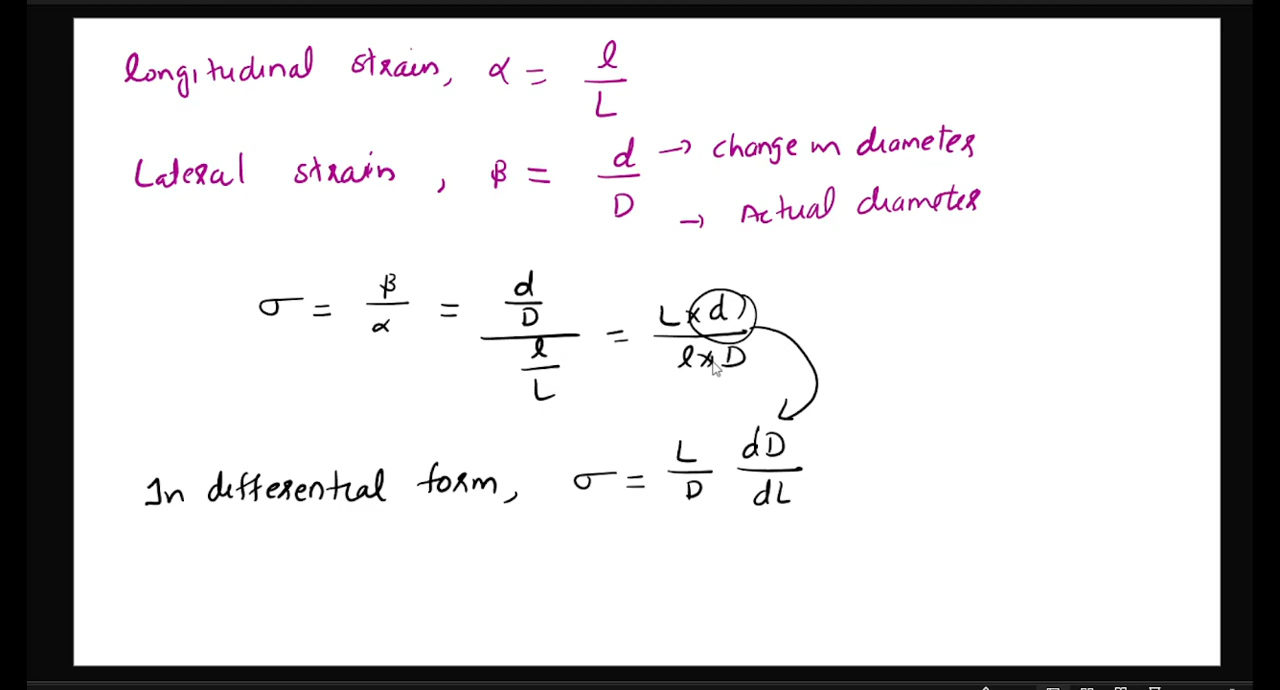 longitudinal strain, α = l/L
Lateral strain, β = d/D → change in diameter
→ Actual diameter
σ = β/α = (d/D)/(l/L) = L×d/l×D
In differential form, σ = L/D dD/dL